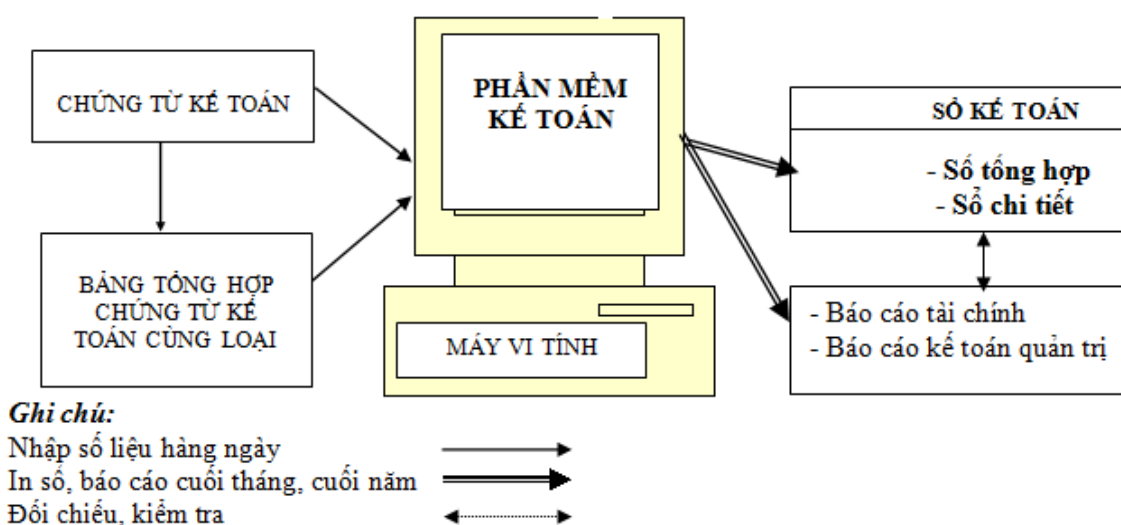 CHỨNG TỪ KẾ TOÁN
BẢNG TỔNG HỢP
CHỨNG TỪ KẾ
TOÁN CÙNG LOẠI
PHẦN MỀM
KẾ TOÁN
MÁY VI TÍNH
SỔ KẾ TOÁN
- Sổ tổng hợp
- Sổ chi tiết
- Báo cáo tài chính
- Báo cáo kế toán quản trị
Ghi chú:
Nhập số liệu hàng ngày
In sổ, báo cáo cuối tháng, cuối năm
Đối chiếu, kiểm tra